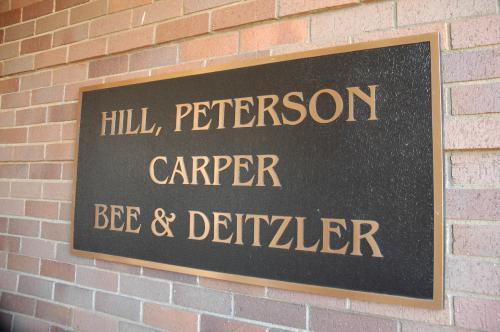 HILL, PETERSON
CARPER
BEE & DEITZLER